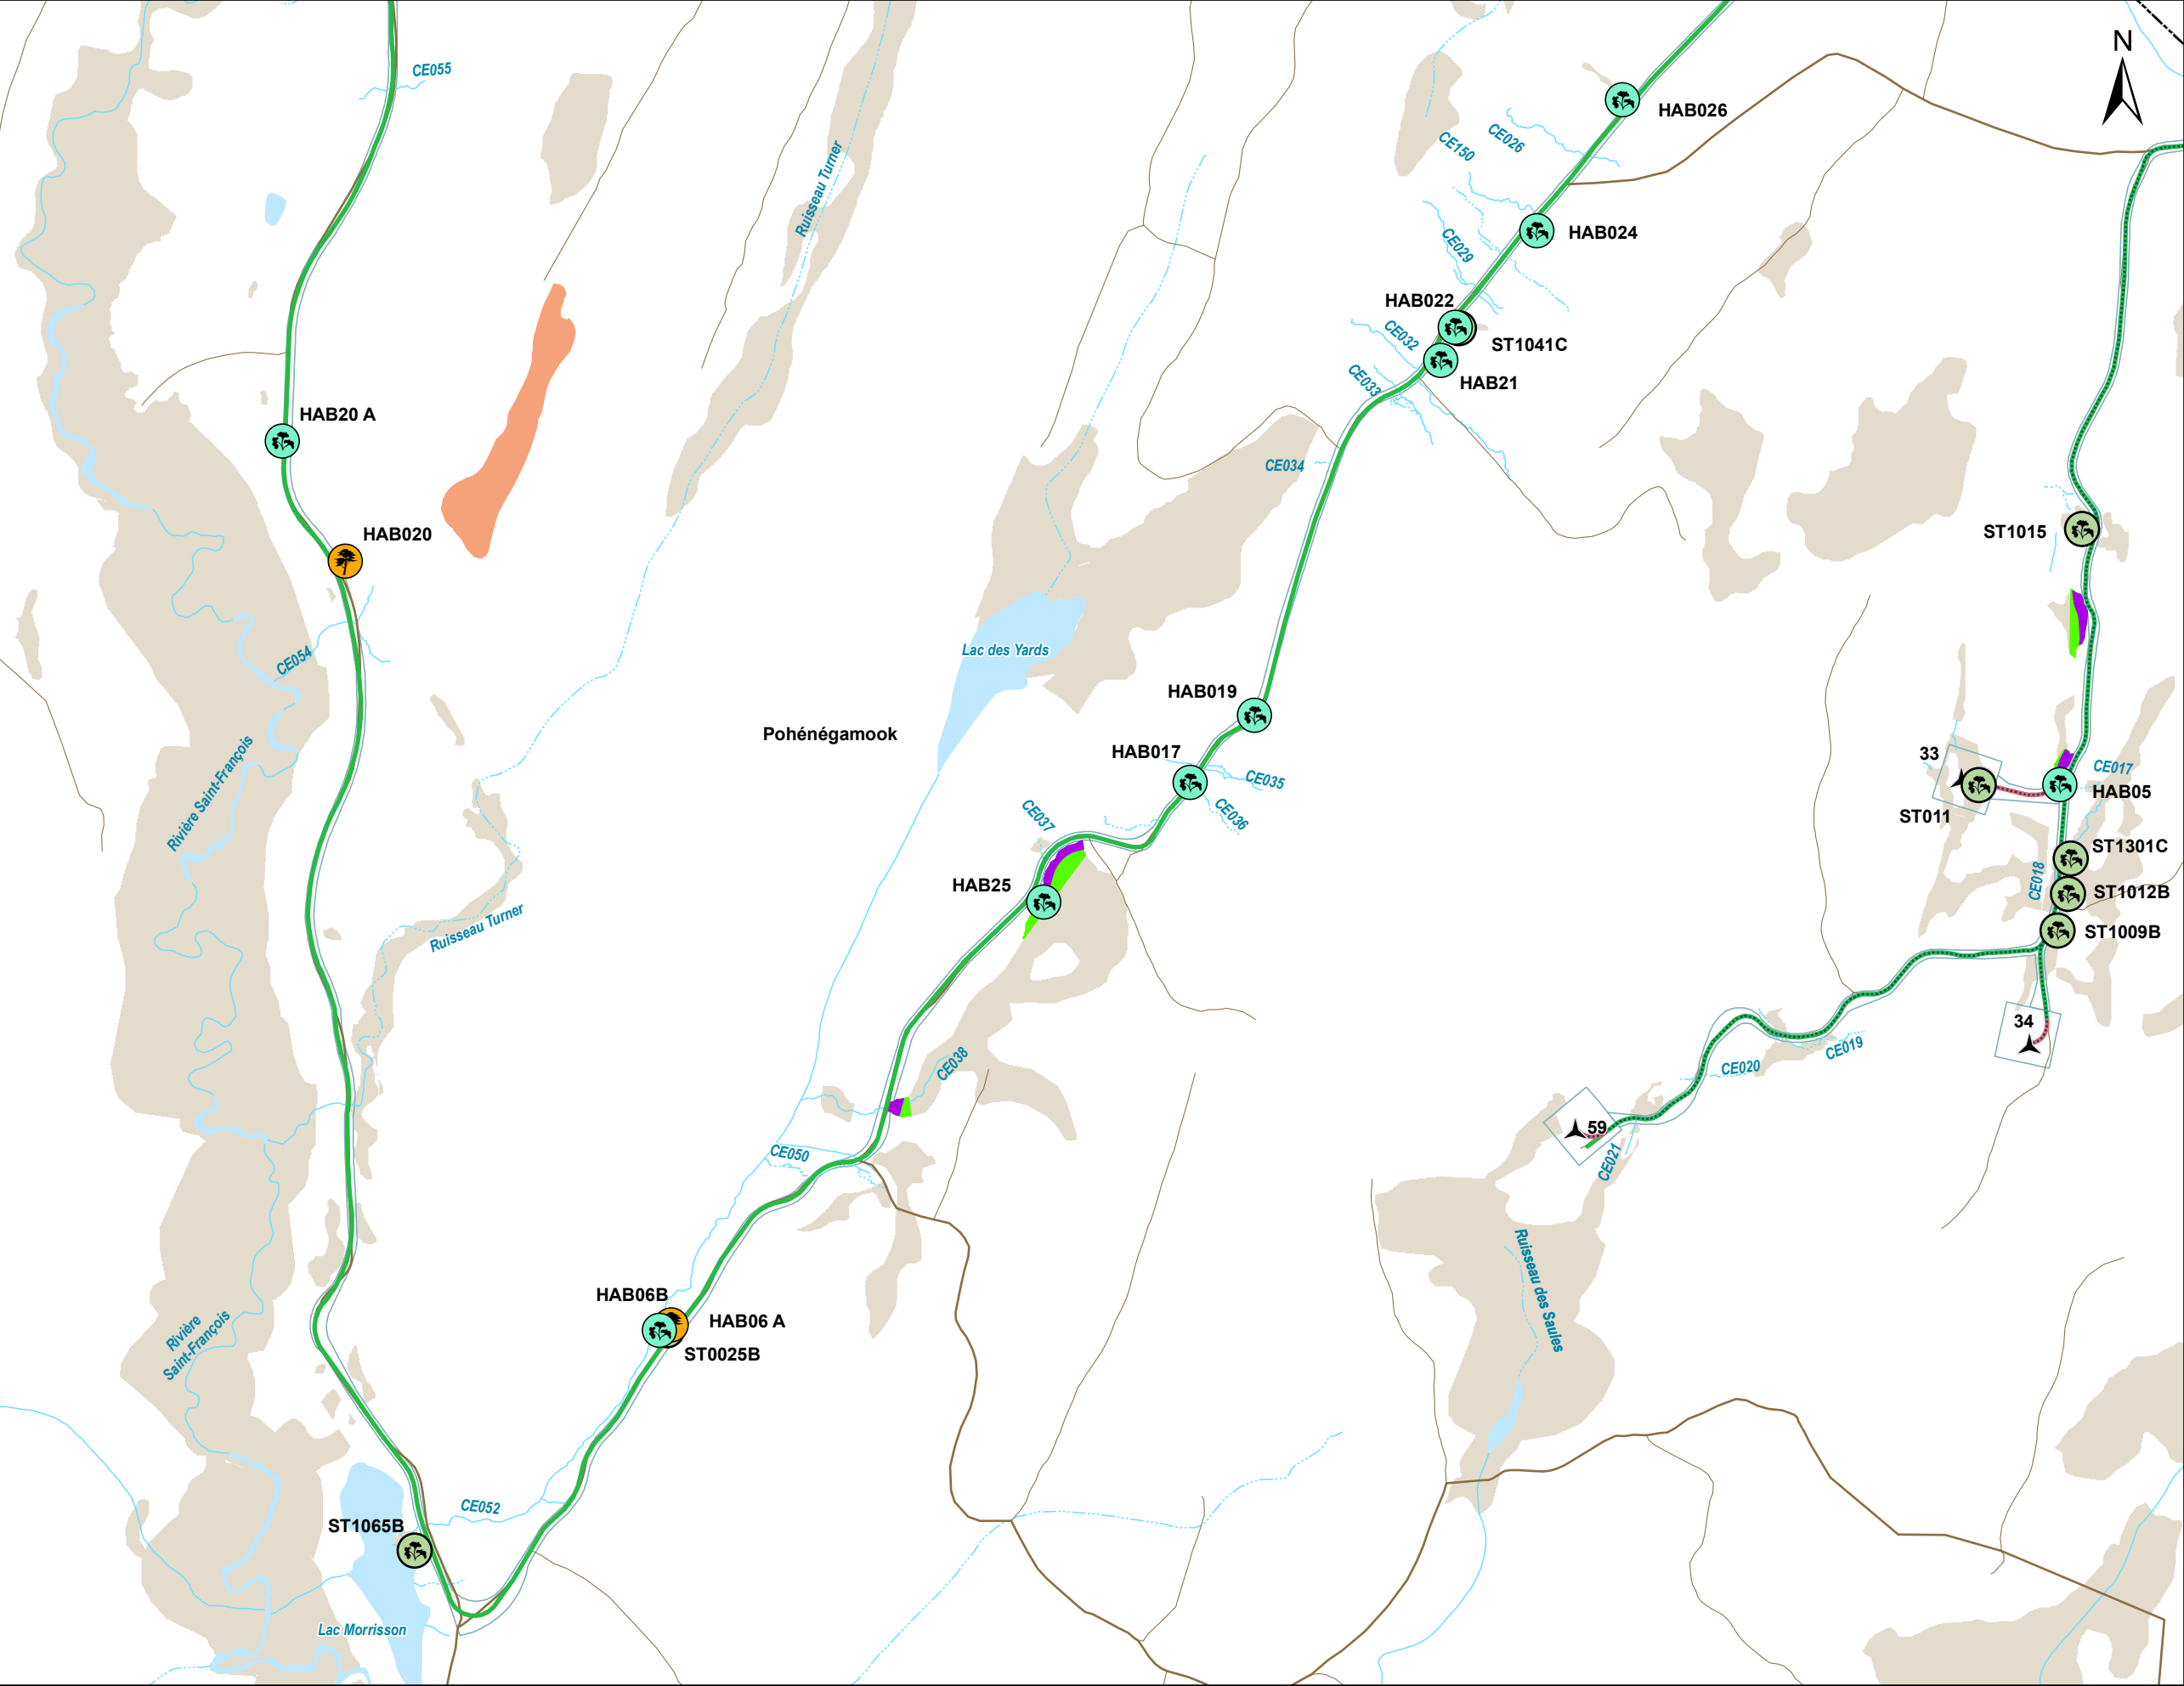 N
CE055
HAB026
CE026
CE150
Ruisseau Turner
HAB024
CE029
HAB022
CE032
ST1041C
HAB21
CE033
HAB20 A
CE034
HAB020
ST1015
Lac des Yards
CE054
HAB019
Pohénégamook
HAB017
33
CE017
CE035
HAB05
Rivière Saint-François
CE037
CE036
ST011
ST1301C
HAB25
CE018
ST1012B
Ruisseau Turner
ST1009B
34
CE038
CE019
CE020
59
CE050
CE021
HAB06B
HAB06 A
Ruisseau des Saules
Rivière
Saint-François
ST0025B
CE052
ST1065B
Lac Morrisson